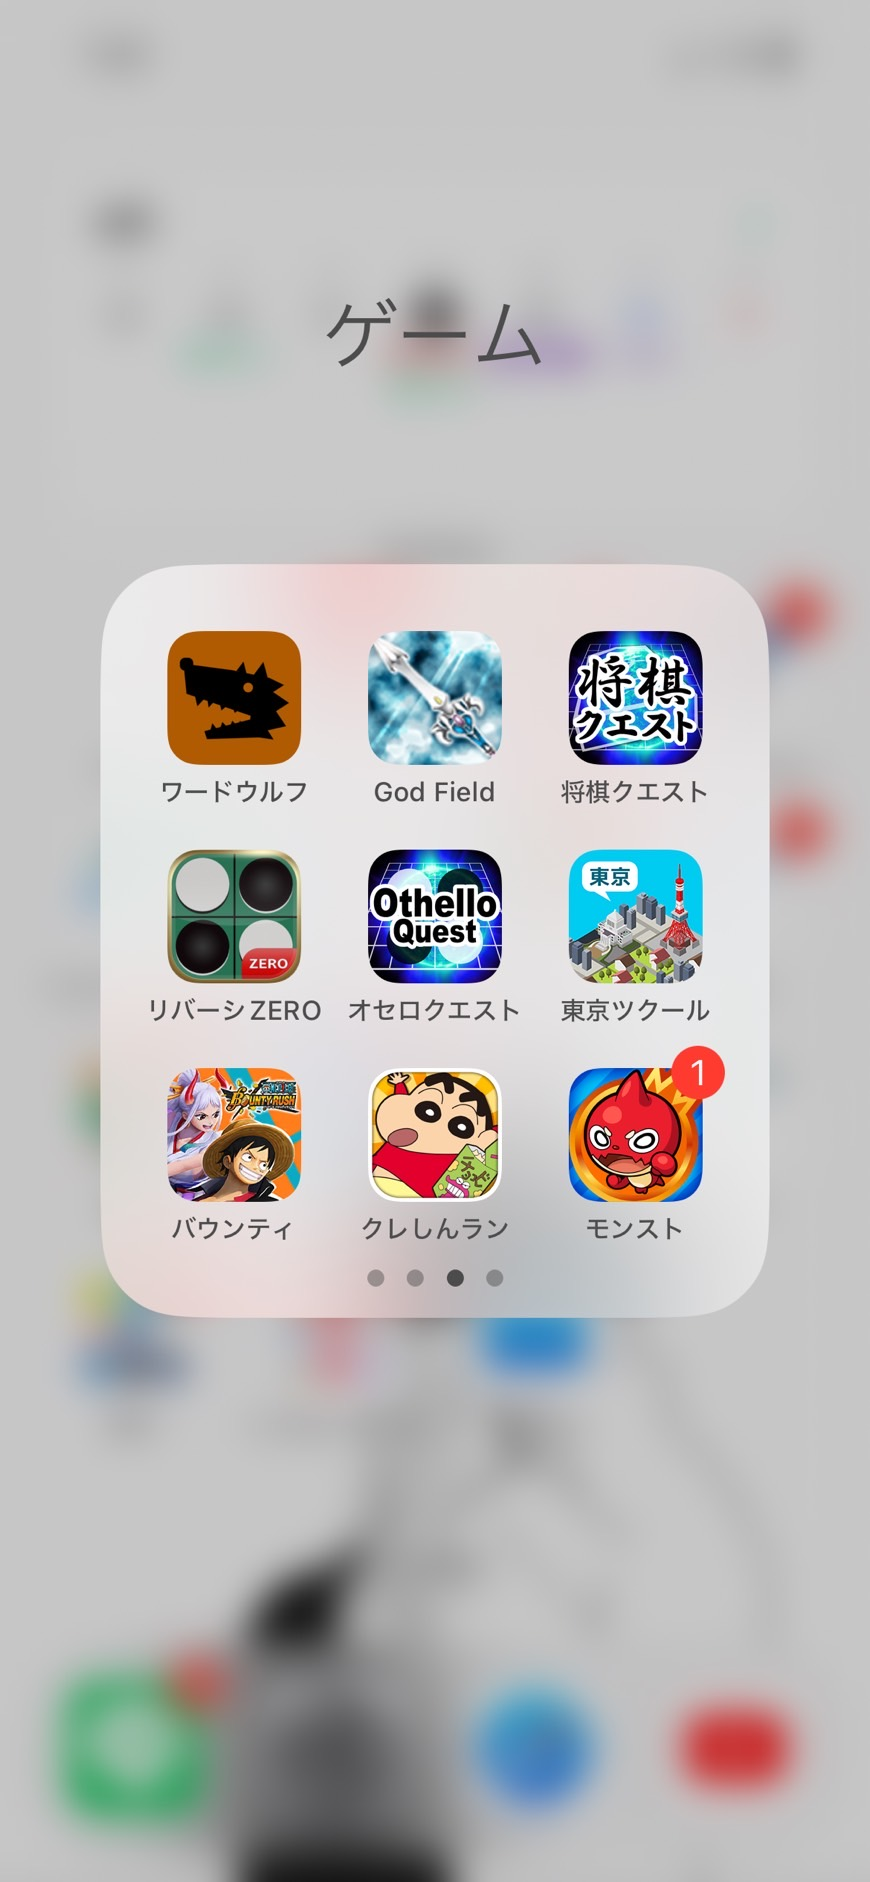 ゲーム
将棋
クエスト
ワードウルフ
God Field
将棋クエスト
ZERO
Othello
Quest
東京
リバーシZERO
オセロクエスト
東京ツクール
BOUNTY RUSH
1
バウンティ
クレしんラン
モンスト